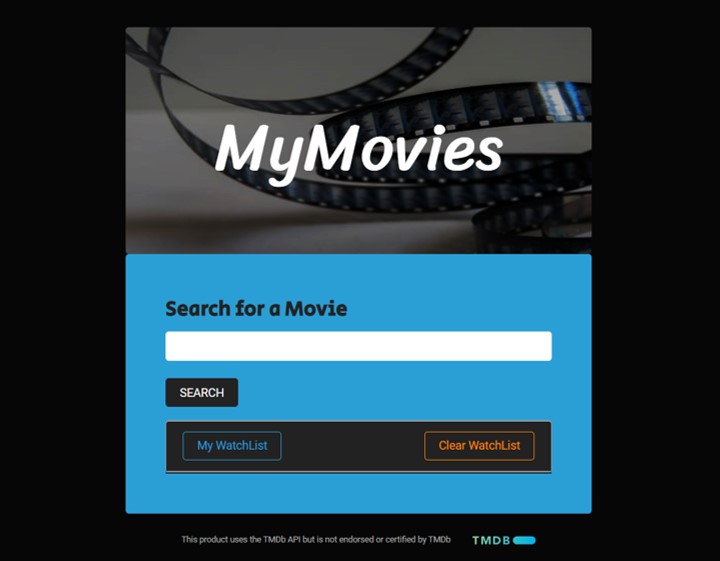 MyMovies
Search for a Movie
SEARCH
My WatchList
Clear WatchList
This product uses the TMDb API but is not endorsed or certified by TMDb
TMDB